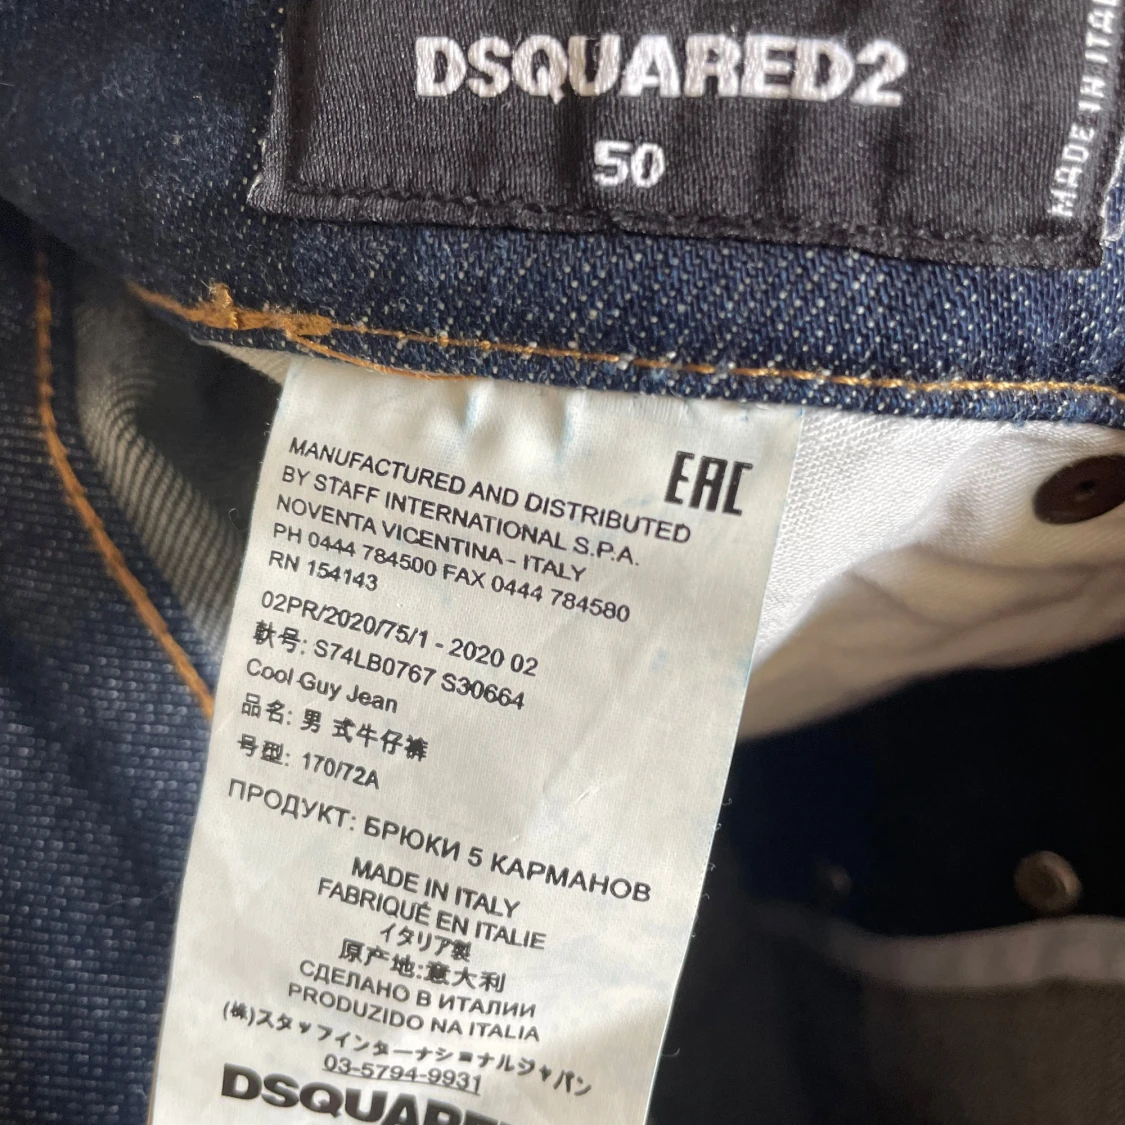 DSQUARED2
50
MADE IN ITAL
EAC
MANUFACTURED AND DISTRIBUTED
BY STAFF INTERNATIONAL S.P.A.
NOVENTA VICENTINA - ITALY
PH 0444 784500 FAX 0444 784580
RN 154143
02PR/2020/75/1 - 2020 02
款号: S74LB0767 S30664
Cool Guy Jean
品名: 男 式牛仔裤
号型: 170/72A
ПРОДУКТ: БРЮКИ 5 КАРМАНОВ
MADE IN ITALY
FABRIQUÉ EN ITALIE
イタリア製
原产地:意大利
СДЕЛАНО В ИТАЛИИ
PRODUZIDO NA ITALIA
(株)スタッフインターナショナルジャパン
03-5794-9931
DSQUARE